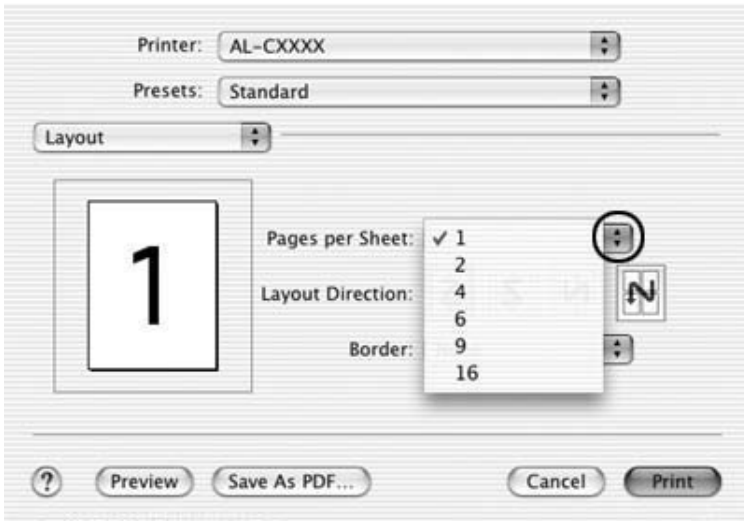 Printer: AL-CXXXX
Presets: Standard
Layout
1
Pages per Sheet: ✓ 1
2
4
Layout Direction:
6
Border:
9
16
? Preview Save As PDF... Cancel Print